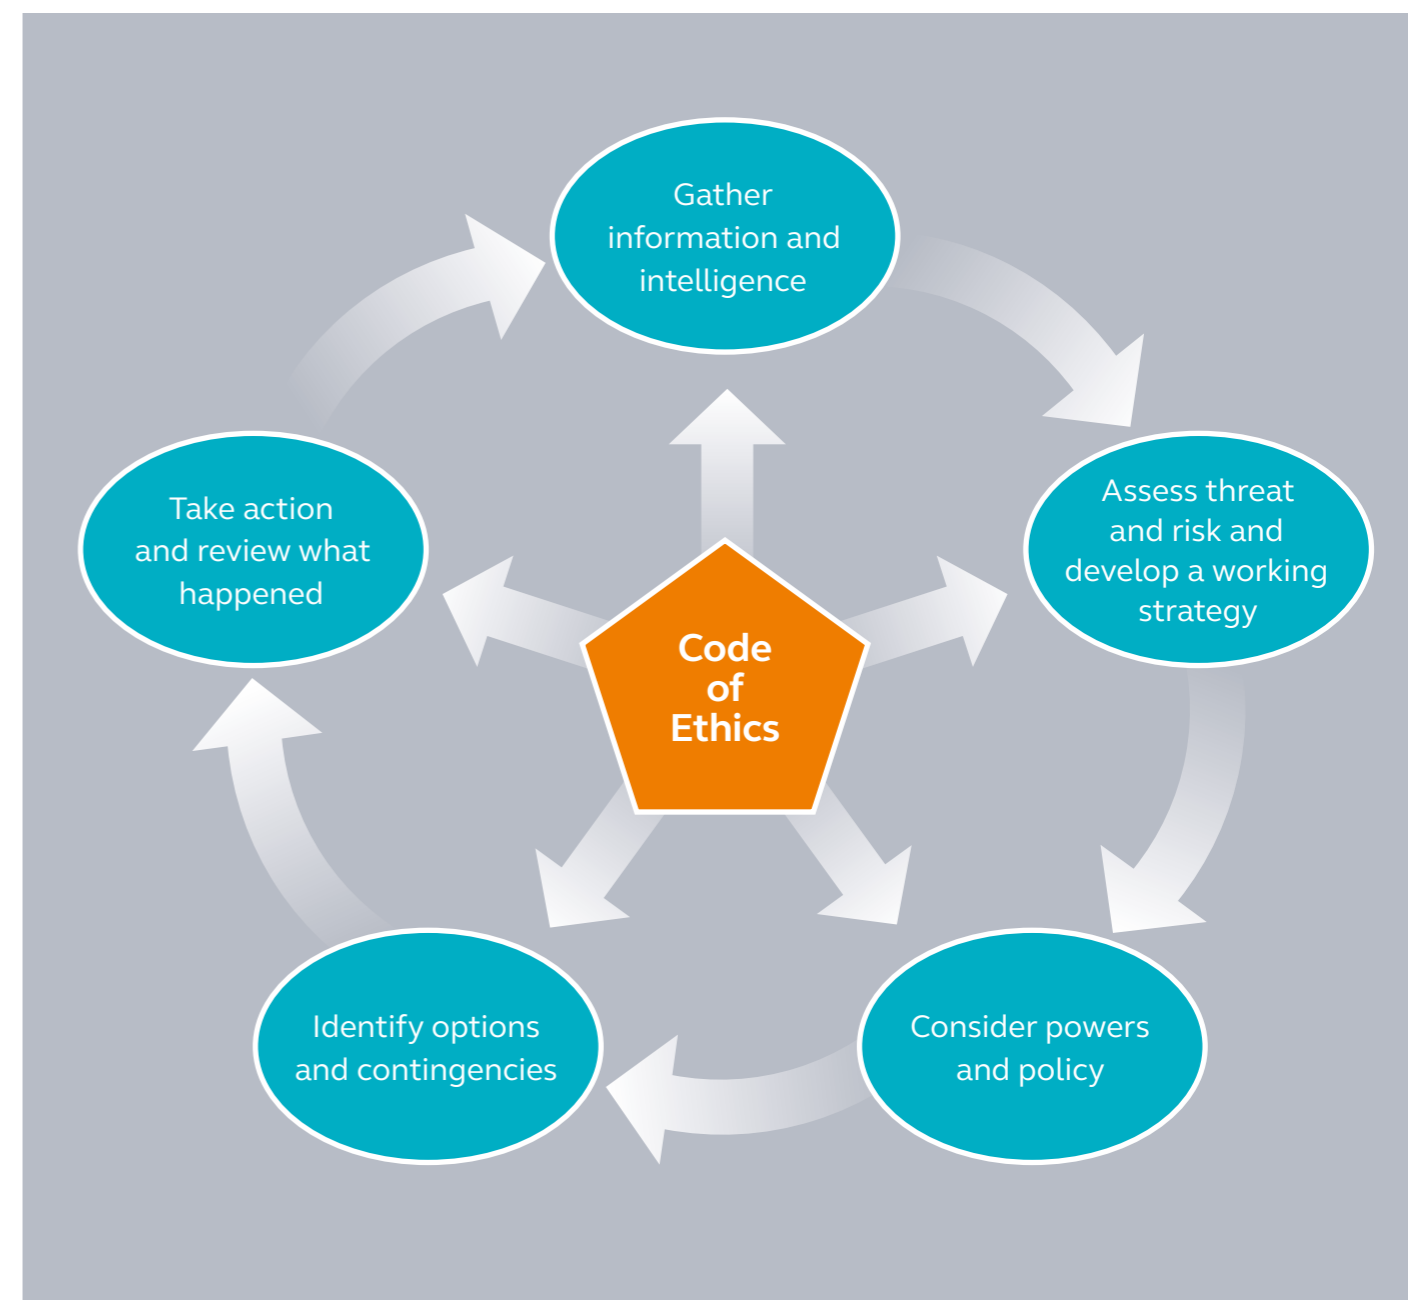 Gather
information and
intelligence
Assess threat
and risk and
develop a working
strategy
Consider powers
and policy
Identify options
and contingencies
Take action
and review what
happened
Code
of
Ethics